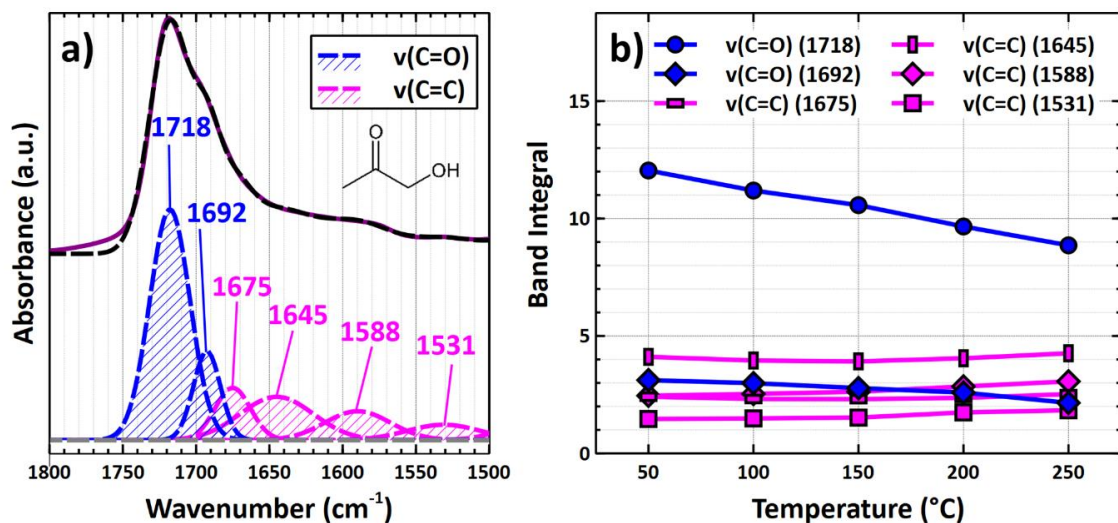 a)
ν(C=O)
ν(C=C)
O
OH
1718
1692
1675
1645
1588
1531
Absorbance (a.u.)
1800 1750 1700 1650 1600 1550 1500
Wavenumber (cm⁻¹)
b)
ν(C=O) (1718) ν(C=C) (1645)
ν(C=O) (1692) ν(C=C) (1588)
ν(C=C) (1675) ν(C=C) (1531)
Band Integral
15
10
5
0
50 100 150 200 250
Temperature (°C)